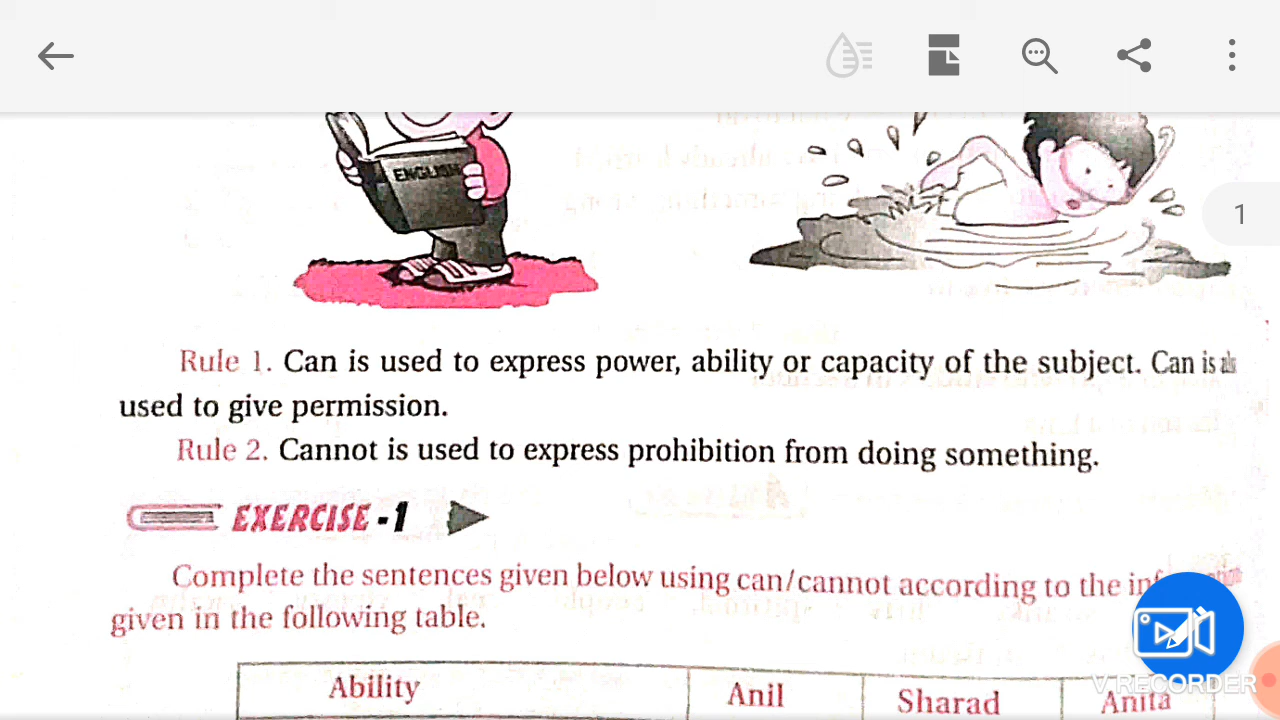 1
ENGLISH
Rule 1. Can is used to express power, ability or capacity of the subject. Can is
used to give permission.
Rule 2. Cannot is used to express prohibition from doing something.
EXERCISE -1
Complete the sentences given below using can/cannot according to the
given in the following table.
V RECORDER
Ability Anil Sharad Anita